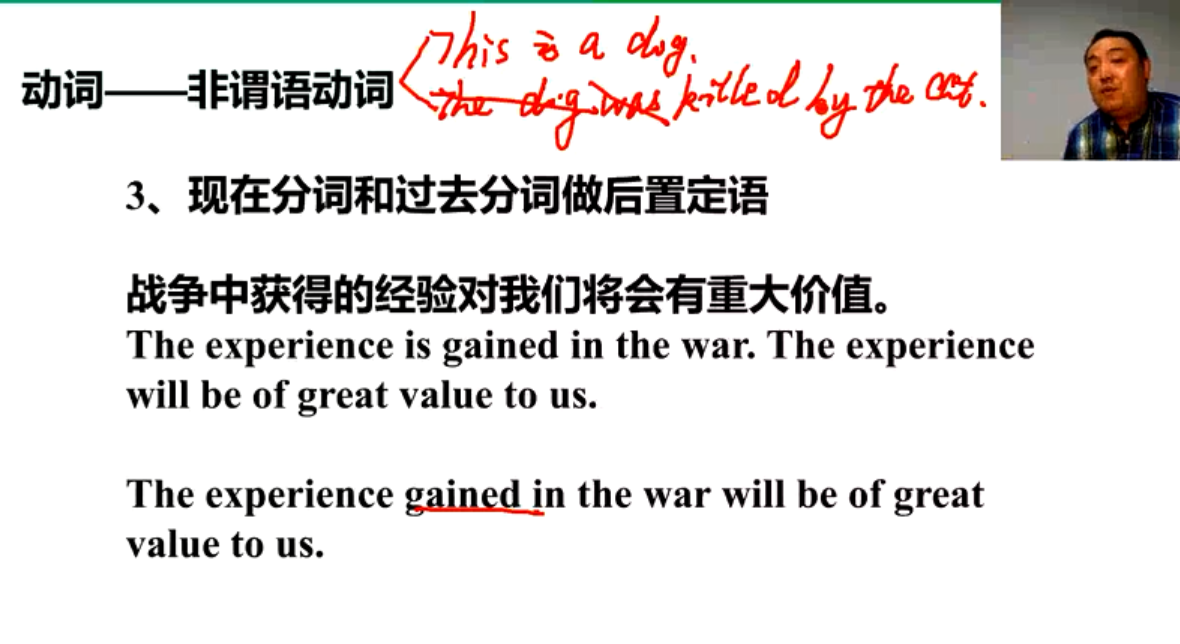 This is a dog.
动词——非谓语动词
the dog was killed by the cat.
3、现在分词和过去分词做后置定语
战争中获得的经验对我们将会有重大价值。
The experience is gained in the war. The experience
will be of great value to us.
The experience gained in the war will be of great
value to us.